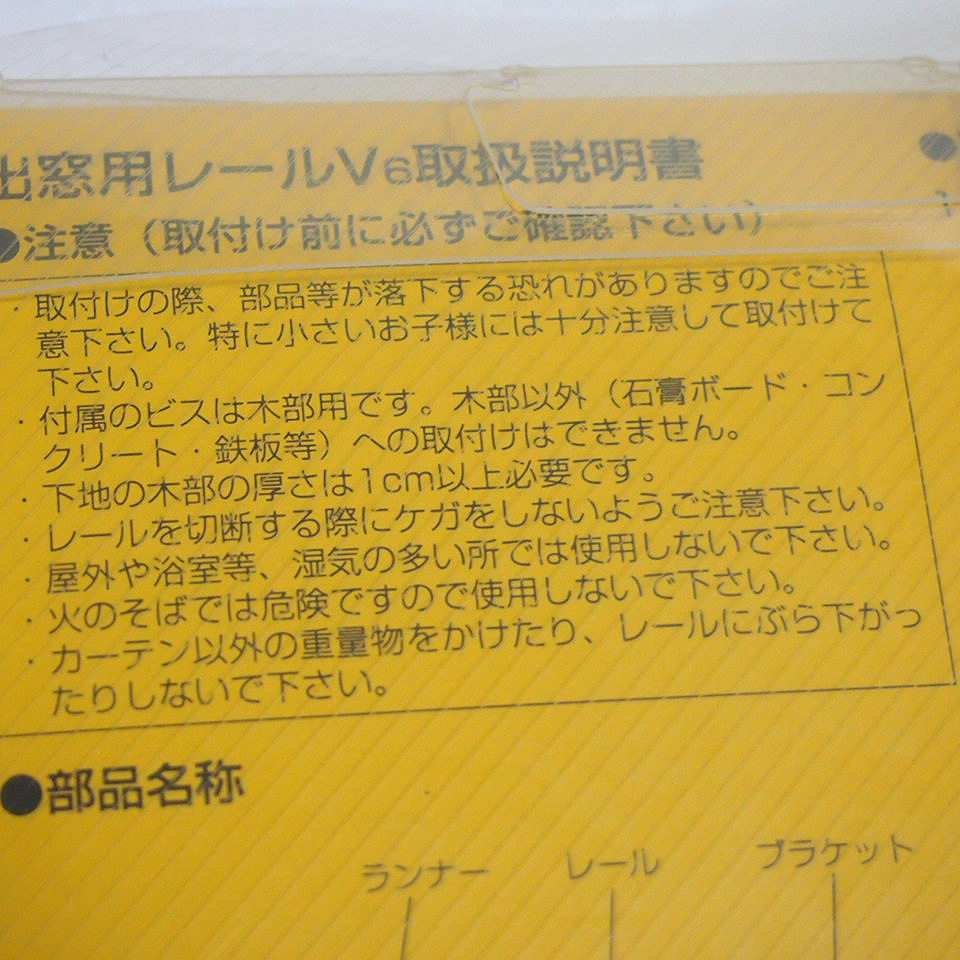 出窓用レールV6取扱説明書
●注意（取付け前に必ずご確認下さい）
・取付けの際、部品等が落下する恐れがありますのでご注
意下さい。特に小さいお子様には十分注意して取付けて
下さい。
・付属のビスは木部用です。木部以外（石膏ボード・コン
クリート・鉄板等）への取付けはできません。
・下地の木部の厚さは1cm以上必要です。
・レールを切断する際にケガをしないようご注意下さい。
・屋外や浴室等、湿気の多い所では使用しないで下さい。
・火のそばでは危険ですので使用しないで下さい。
・カーテン以外の重量物をかけたり、レールにぶら下がっ
たりしないで下さい。
●部品名称
ランナー
レール
ブラケット